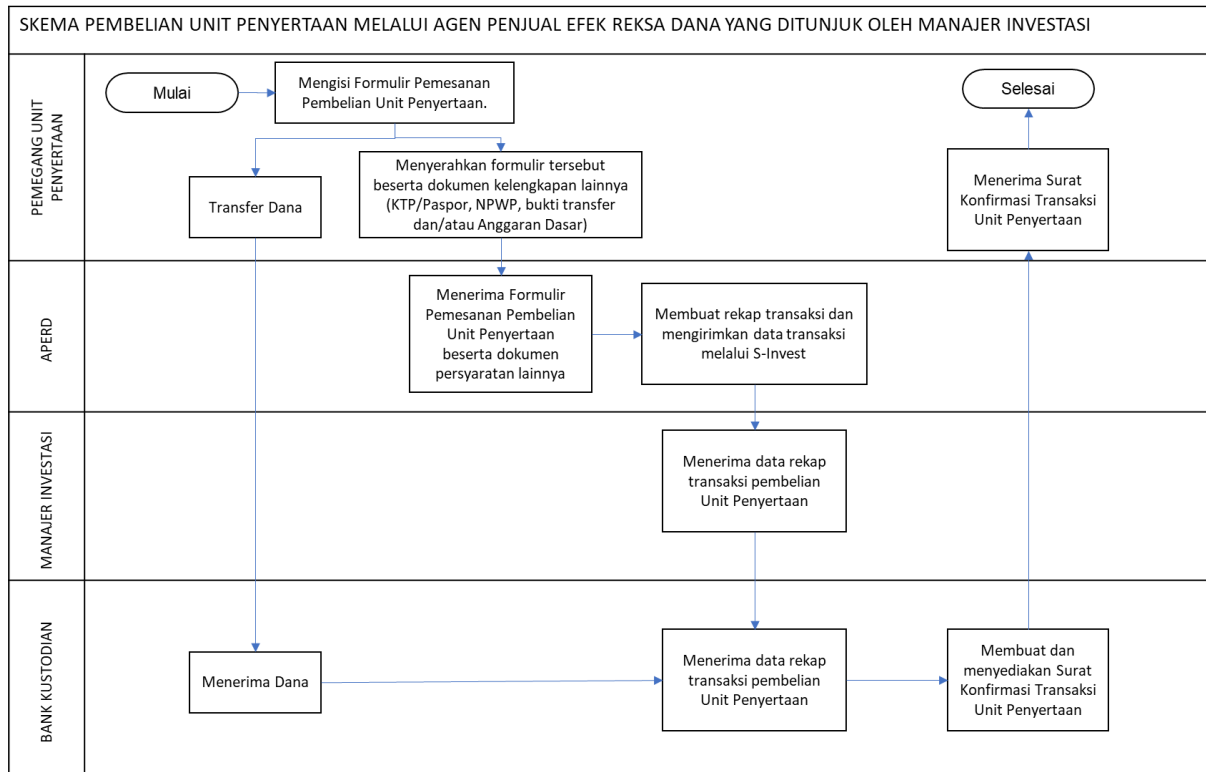 SKEMA PEMBELIAN UNIT PENYERTAAN MELALUI AGEN PENJUAL EFEK REKSA DANA YANG DITUNJUK OLEH MANAJER INVESTASI
PEMEGANG UNIT
PENYERTAAN
Mulai
Mengisi Formulir Pemesanan
Pembelian Unit Penyertaan.
Selesai
Transfer Dana
Menyerahkan formulir tersebut
beserta dokumen kelengkapan lainnya
(KTP/Paspor, NPWP, bukti transfer
dan/atau Anggaran Dasar)
Menerima Surat
Konfirmasi Transaksi
Unit Penyertaan
APERD
Menerima Formulir
Pemesanan Pembelian
Unit Penyertaan
beserta dokumen
persyaratan lainnya
Membuat rekap transaksi dan
mengirimkan data transaksi
melalui S-Invest
MANAJER INVESTASI
Menerima data rekap
transaksi pembelian
Unit Penyertaan
BANK KUSTODIAN
Menerima Dana
Menerima data rekap
transaksi pembelian
Unit Penyertaan
Membuat dan
menyediakan Surat
Konfirmasi Transaksi
Unit Penyertaan